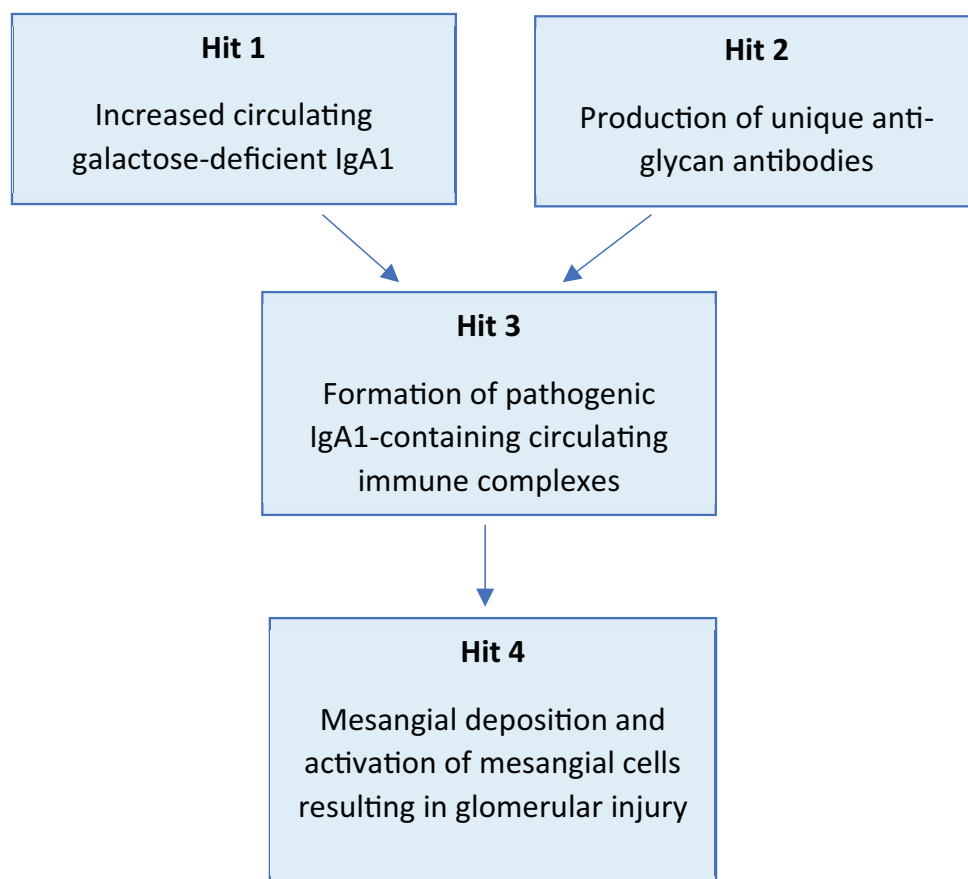 Hit 1
Increased circulating
galactose-deficient IgA1
Hit 2
Production of unique anti-
glycan antibodies
Hit 3
Formation of pathogenic
IgA1-containing circulating
immune complexes
Hit 4
Mesangial deposition and
activation of mesangial cells
resulting in glomerular injury